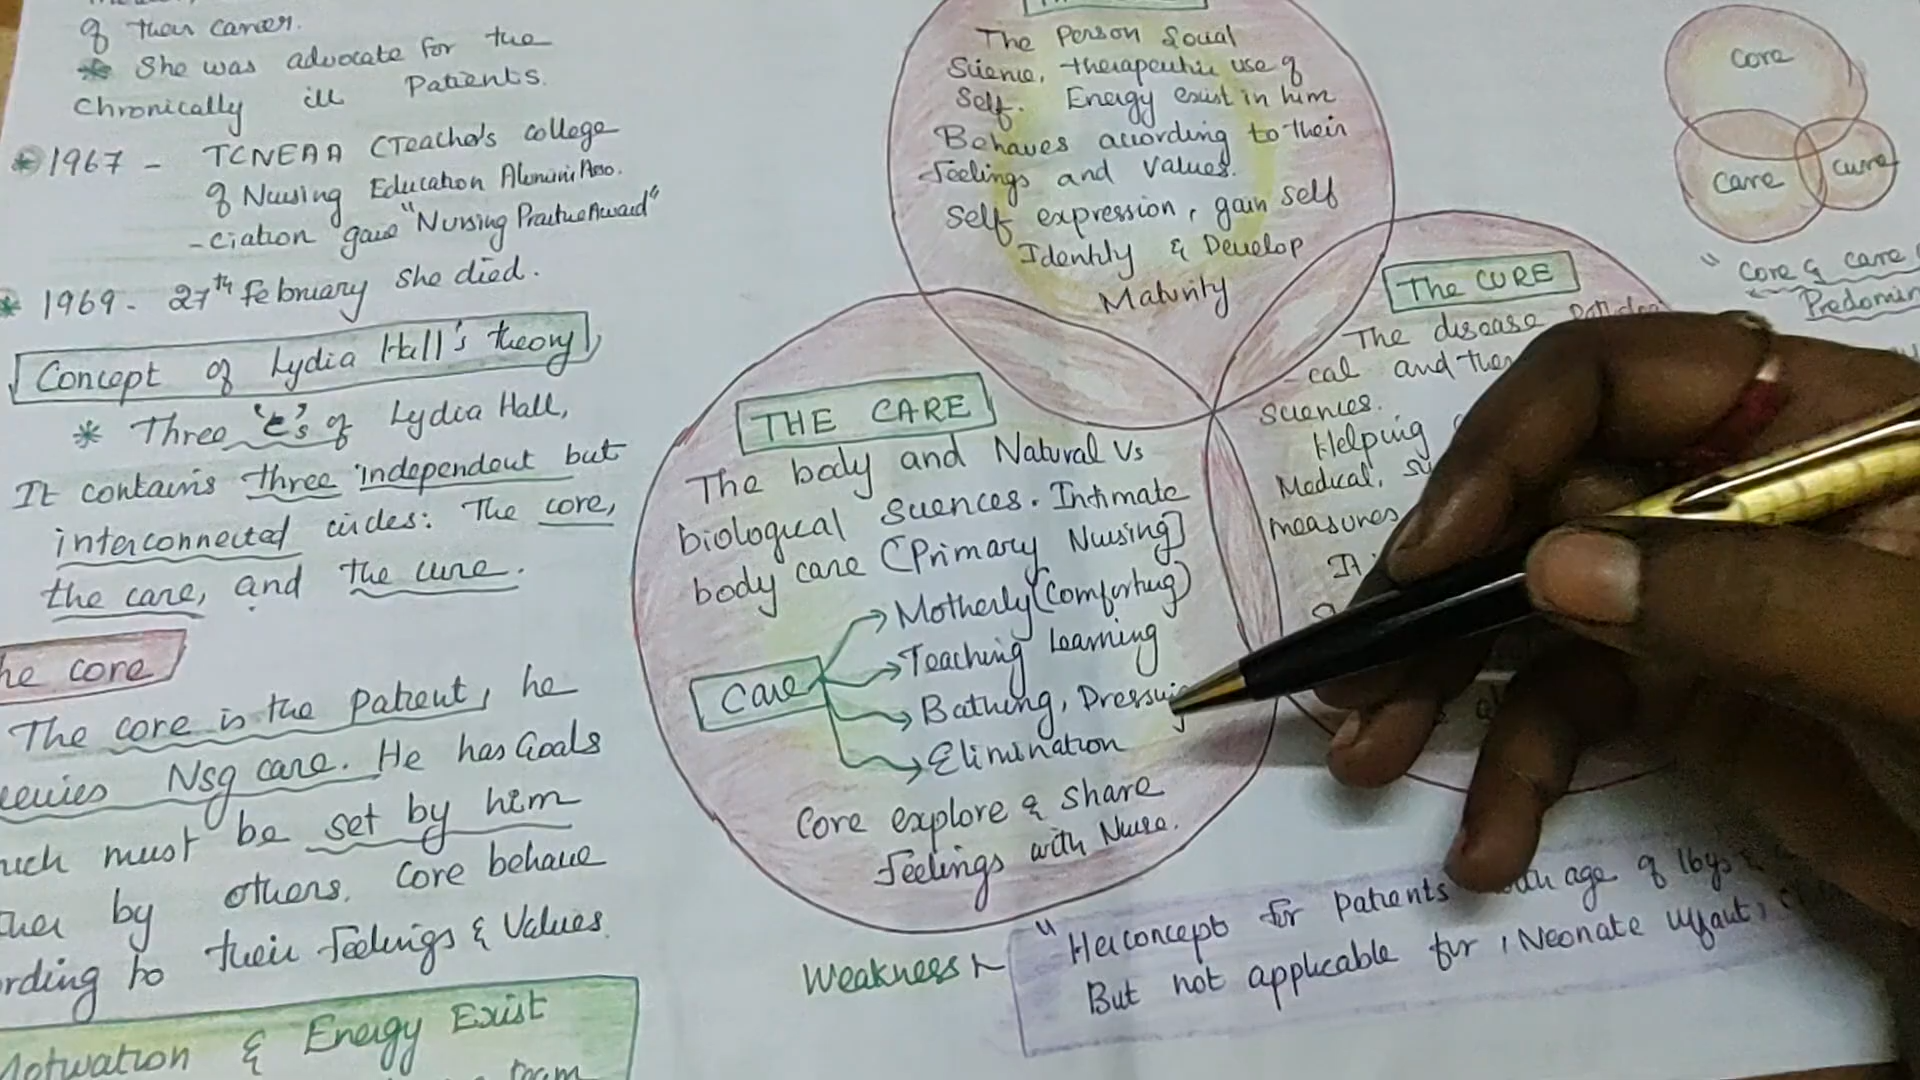 of their career.
* She was advocate for the
chronically ill Patients.
* 1967 - TCNEAA (Teacher's college
of Nursing Education Alumini Asso.
-ciation gave "Nursing Practice Award"
* 1969 - 27th February She died.
Concept of Lydia Hall's theory
* Three 'C's of Lydia Hall,
It contains three independent but
interconnected circles: The core,
the care, and the cure.
he core
The core is the Patient, he
Nsg care. He has Goals
must be set by him
by others. Core behave
to their feelings & Values.
& Energy Exist
team
The Person Social
Science, therapeutic use of
Self. Energy exist in him
Behaves according to their
feelings and Values.
Self expression, gain self
Identity & Develop
Maturity
THE CARE
The body and Natural Vs
biological Sciences. Intimate
body care (Primary Nursing]
Care
Motherly (Comforting)
Teaching Learning
Bathing, Dressing
Elimination
Core explore & share
feelings with Nurse.
The CURE
The disease
cal and
Sciences.
Helping
Medical,
measures
Core
Care
Cure
"Core & care
Weakness
"Her concept for Patients age of 16ys
But not applicable for, Neonate